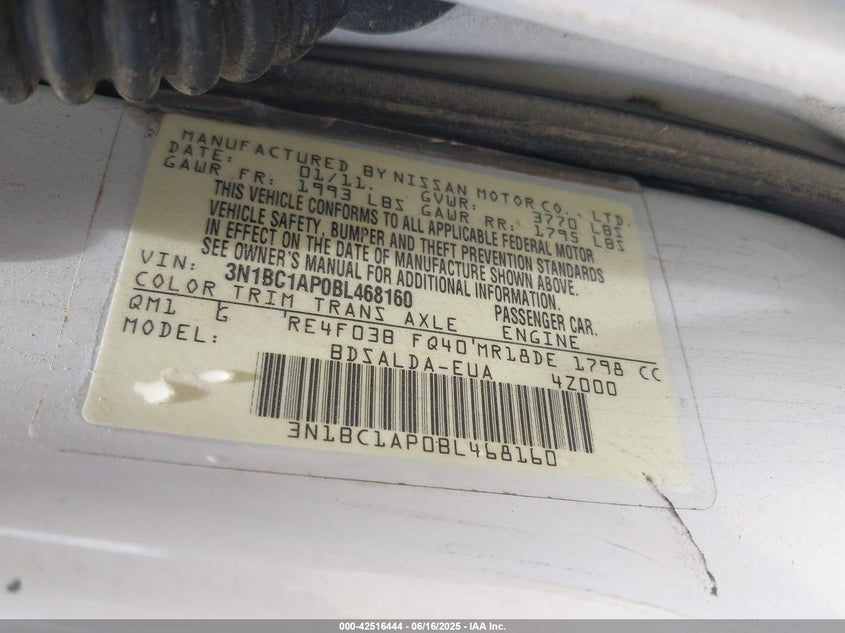 MANUFACTURED BY NISSAN MOTOR CO., LTD.
DATE: 01/11. GVWR: 3770 LBS
GAWR FR: 1993 LBS GAWR RR: 1795 LBS
THIS VEHICLE CONFORMS TO ALL APPLICABLE FEDERAL MOTOR
VEHICLE SAFETY, BUMPER AND THEFT PREVENTION STANDARDS
IN EFFECT ON THE DATE OF MANUFACTURE SHOWN ABOVE.
SEE OWNER'S MANUAL FOR ADDITIONAL INFORMATION.
VIN: 3N1BC1AP0BL468160 PASSENGER CAR.
COLOR TRIM TRANS AXLE ENGINE
QM1 G RE4F03B FQ40 MR18DE 1798 CC
MODEL: BDSALDA-EUA 4Z000
3N1BC1AP0BL468160
000-42516444 - 06/16/2025 - IAA Inc.